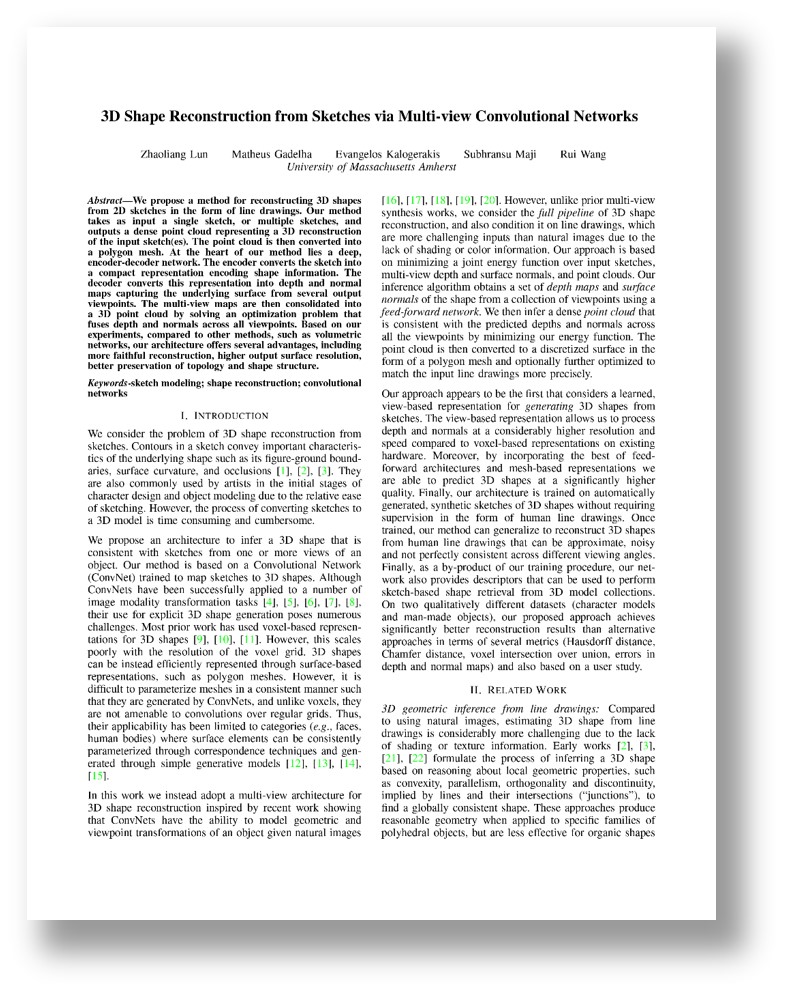 3D Shape Reconstruction from Sketches via Multi-view Convolutional Networks
Zhaoliang Lun Matheus Gadelha Evangelos Kalogerakis Subhransu Maji Rui Wang
University of Massachusetts Amherst
Abstract—We propose a method for reconstructing 3D shapes
from 2D sketches in the form of line drawings. Our method
takes as input a single sketch, or multiple sketches, and
outputs a dense point cloud representing a 3D reconstruction
of the input sketch(es). The point cloud is then converted into
a polygon mesh. At the heart of our method lies a deep,
encoder-decoder network. The encoder converts the sketch into
a compact representation encoding shape information. The
decoder converts this representation into depth and normal
maps capturing the underlying surface from several output
viewpoints. The multi-view maps are then consolidated into
a 3D point cloud by solving an optimization problem that
fuses depth and normals across all viewpoints. Based on our
experiments, compared to other methods, such as volumetric
networks, our architecture offers several advantages, including
more faithful reconstruction, higher output surface resolution,
better preservation of topology and shape structure.
Keywords-sketch modeling; shape reconstruction; convolutional
networks
I. INTRODUCTION
We consider the problem of 3D shape reconstruction from
sketches. Contours in a sketch convey important characteris-
tics of the underlying shape such as its figure-ground bound-
aries, surface curvature, and occlusions [1], [2], [3]. They
are also commonly used by artists in the initial stages of
character design and object modeling due to the relative ease
of sketching. However, the process of converting sketches to
a 3D model is time consuming and cumbersome.
We propose an architecture to infer a 3D shape that is
consistent with sketches from one or more views of an
object. Our method is based on a Convolutional Network
(ConvNet) trained to map sketches to 3D shapes. Although
ConvNets have been successfully applied to a number of
image modality transformation tasks [4], [5], [6], [7], [8],
their use for explicit 3D shape generation poses numerous
challenges. Most prior work has used voxel-based represen-
tations for 3D shapes [9], [10], [11]. However, this scales
poorly with the resolution of the voxel grid. 3D shapes
can be instead efficiently represented through surface-based
representations, such as polygon meshes. However, it is
difficult to parameterize meshes in a consistent manner such
that they are generated by ConvNets, and unlike voxels, they
are not amenable to convolutions over regular grids. Thus,
their applicability has been limited to categories (e.g., faces,
human bodies) where surface elements can be consistently
parameterized through correspondence techniques and gen-
erated through simple generative models [12], [13], [14],
[15].
In this work we instead adopt a multi-view architecture for
3D shape reconstruction inspired by recent work showing
that ConvNets have the ability to model geometric and
viewpoint transformations of an object given natural images
[16], [17], [18], [19], [20]. However, unlike prior multi-view
synthesis works, we consider the full pipeline of 3D shape
reconstruction, and also condition it on line drawings, which
are more challenging inputs than natural images due to the
lack of shading or color information. Our approach is based
on minimizing a joint energy function over input sketches,
multi-view depth and surface normals, and point clouds. Our
inference algorithm obtains a set of depth maps and surface
normals of the shape from a collection of viewpoints using a
feed-forward network. We then infer a dense point cloud that
is consistent with the predicted depths and normals across
all the viewpoints by minimizing our energy function. The
point cloud is then converted to a discretized surface in the
form of a polygon mesh and optionally further optimized to
match the input line drawings more precisely.
Our approach appears to be the first that considers a learned,
view-based representation for generating 3D shapes from
sketches. The view-based representation allows us to process
depth and normals at a considerably higher resolution and
speed compared to voxel-based representations on existing
hardware. Moreover, by incorporating the best of feed-
forward architectures and mesh-based representations we
are able to predict 3D shapes at a significantly higher
quality. Finally, our architecture is trained on automatically
generated, synthetic sketches of 3D shapes without requiring
supervision in the form of human line drawings. Once
trained, our method can generalize to reconstruct 3D shapes
from human line drawings that can be approximate, noisy
and not perfectly consistent across different viewing angles.
Finally, as a by-product of our training procedure, our net-
work also provides descriptors that can be used to perform
sketch-based shape retrieval from 3D model collections.
On two qualitatively different datasets (character models
and man-made objects), our proposed approach achieves
significantly better reconstruction results than alternative
approaches in terms of several metrics (Hausdorff distance,
Chamfer distance, voxel intersection over union, errors in
depth and normal maps) and also based on a user study.
II. RELATED WORK
3D geometric inference from line drawings: Compared
to using natural images, estimating 3D shape from line
drawings is considerably more challenging due to the lack
of shading or texture information. Early works [2], [3],
[21], [22] formulate the process of inferring a 3D shape
based on reasoning about local geometric properties, such
as convexity, parallelism, orthogonality and discontinuity,
implied by lines and their intersections (“junctions”), to
find a globally consistent shape. These approaches produce
reasonable geometry when applied to specific families of
polyhedral objects, but are less effective for organic shapes